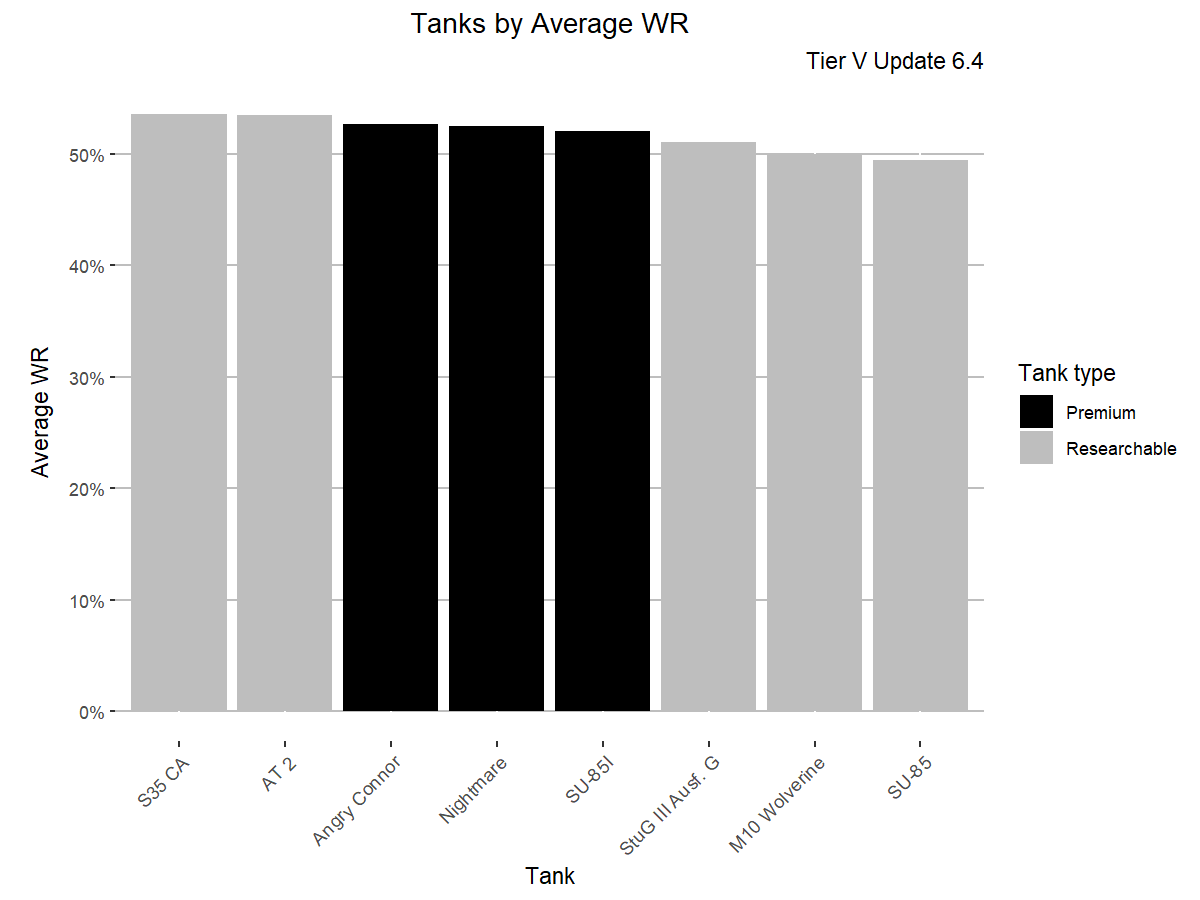 Tanks by Average WR
Tier V Update 6.4
50%
40%
30%
20%
10%
0%
Average WR
S35 CA
AT 2
Angry Connor
Nightmare
SU-85I
StuG III Ausf. G
M10 Wolverine
SU-85
Tank
Tank type
Premium
Researchable